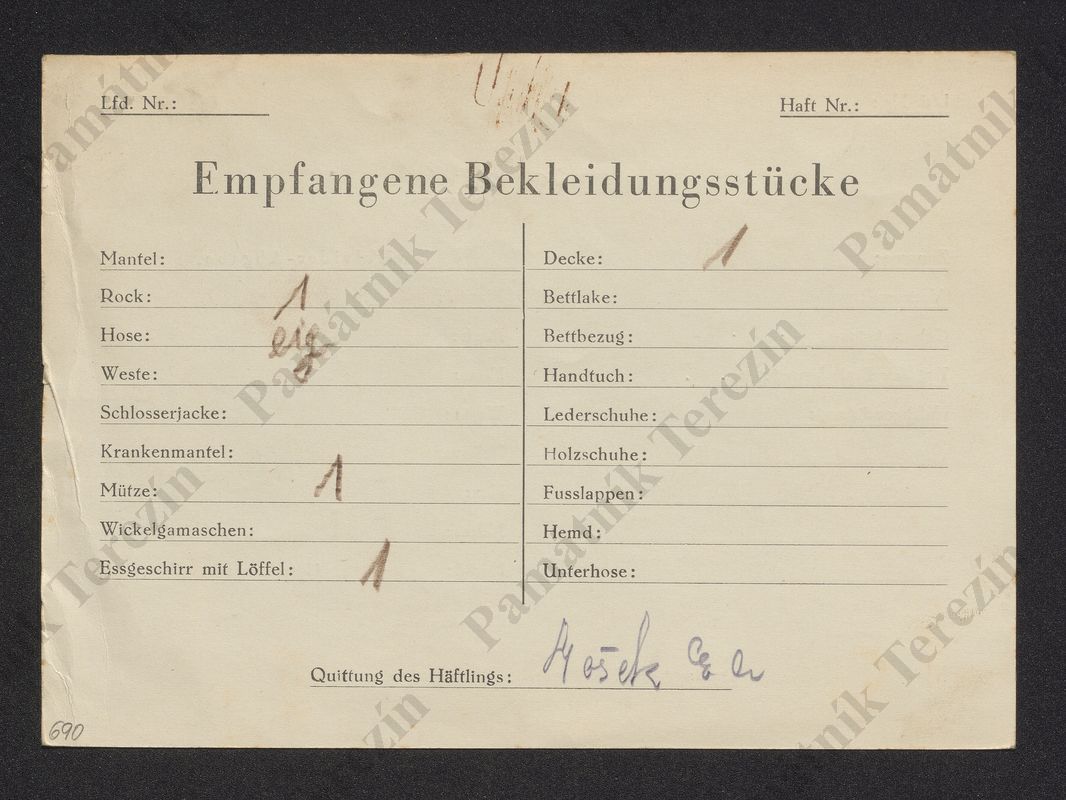 Lfd. Nr.:
Haft Nr.:
Empfangene Bekleidungsstücke
Mantel:
Rock: 1
Hose: eig
Weste:
Schlosserjacke:
Krankenmantel:
Mütze: 1
Wickelgamaschen:
Essgeschirr mit Löffel: 1
Decke: 1
Bettlake:
Bettbezug:
Handtuch:
Lederschuhe:
Holzschuhe:
Fusslappen:
Hemd:
Unterhose:
Quittung des Häftlings:
690
Památník Terezín